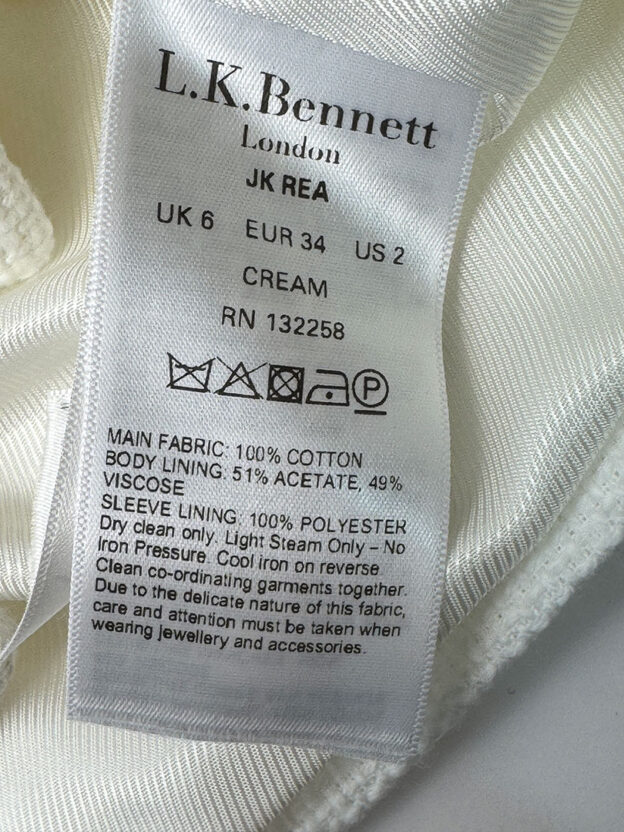 L.K.Bennett
London
JK REA
UK 6 EUR 34 US 2
CREAM
RN 132258
P
MAIN FABRIC: 100% COTTON
BODY LINING: 51% ACETATE, 49%
VISCOSE
SLEEVE LINING: 100% POLYESTER
Dry clean only. Light Steam Only – No
Iron Pressure. Cool iron on reverse.
Clean co-ordinating garments together.
Due to the delicate nature of this fabric,
care and attention must be taken when
wearing jewellery and accessories.